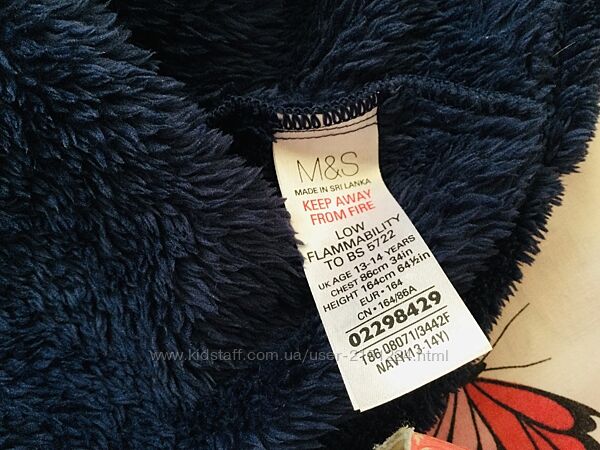 M&S
MADE IN SRI LANKA
KEEP AWAY
FROM FIRE
LOW
FLAMMABILITY
TO BS 5722
UK AGE 13-14 YEARS
CHEST 86cm 34in
HEIGHT 164cm 64½in
EUR • 164
CN • 164/86A
02298429
T86 08071/3442F
NAVY(13-14Y)